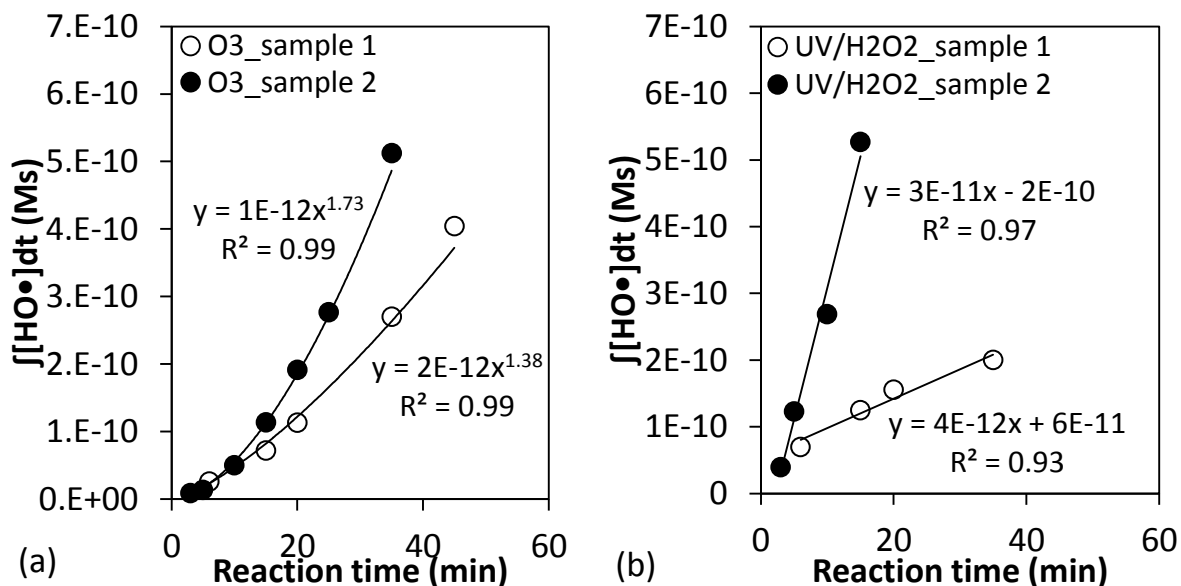 7.E-10
6.E-10
5.E-10
4.E-10
3.E-10
2.E-10
1.E-10
0.E+00
∫[HO•]dt (Ms)
O3_sample 1
O3_sample 2
y = 1E-12x^1.73
R² = 0.99
y = 2E-12x^1.38
R² = 0.99
0
20
40
60
(a)
Reaction time (min)
7E-10
6E-10
5E-10
4E-10
3E-10
2E-10
1E-10
0
∫[HO•]dt (Ms)
UV/H2O2_sample 1
UV/H2O2_sample 2
y = 3E-11x - 2E-10
R² = 0.97
y = 4E-12x + 6E-11
R² = 0.93
0
20
40
60
(b)
Reaction time (min)